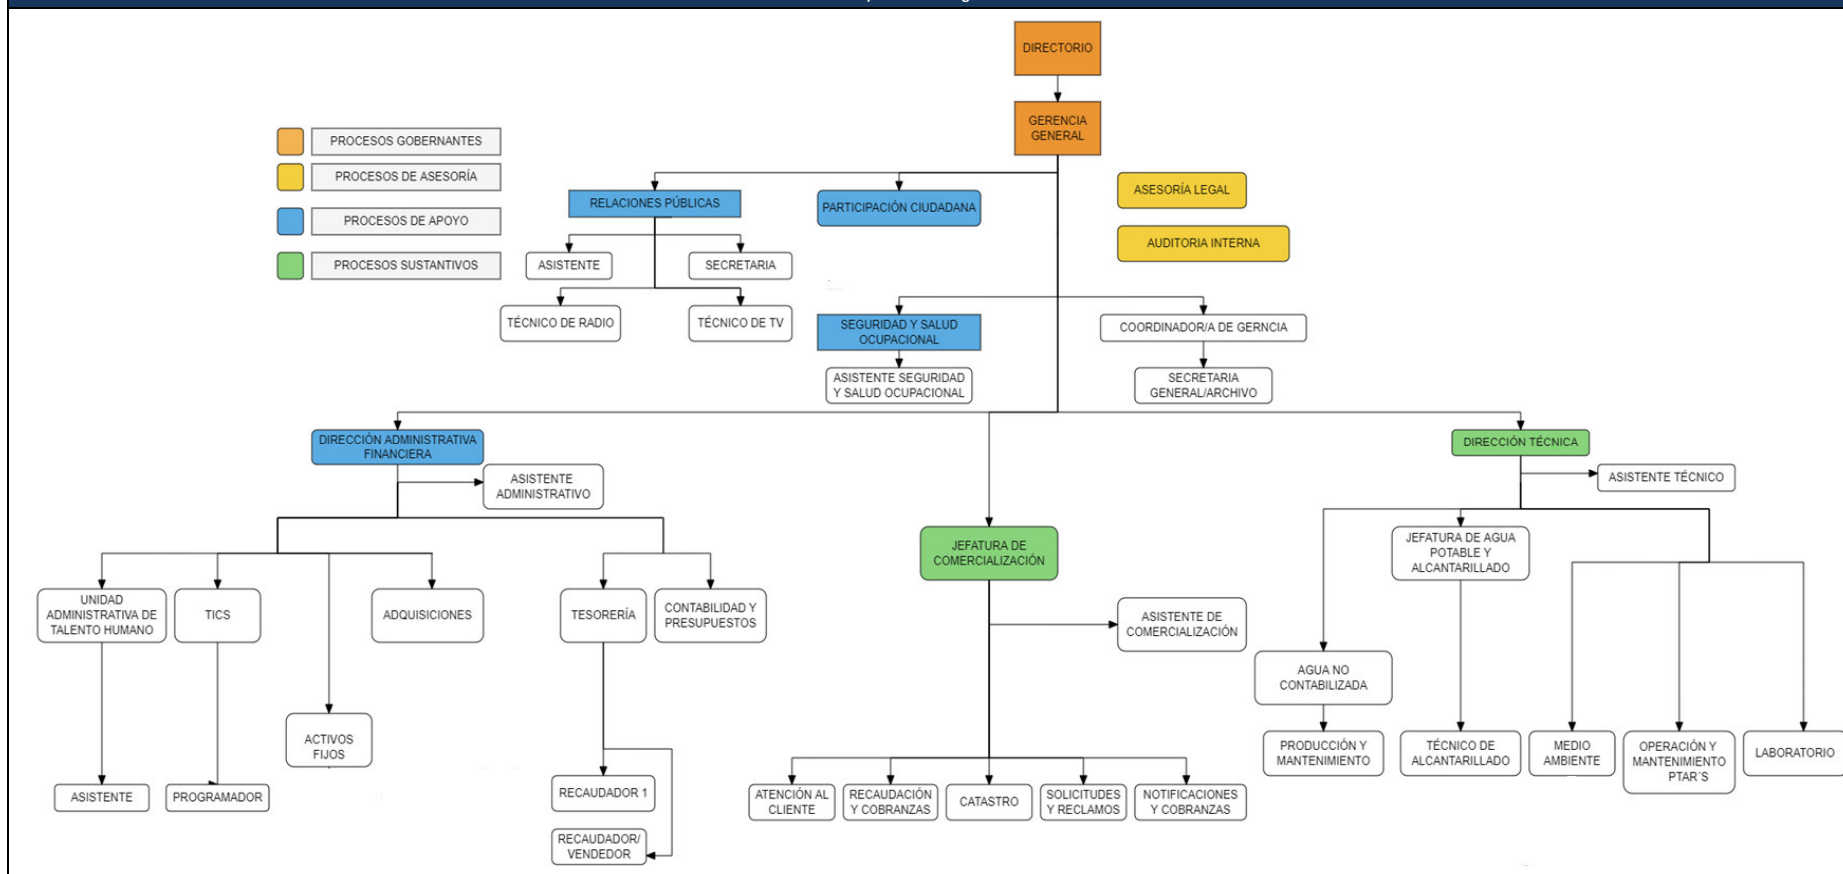 DIRECTORIO
GERENCIA
GENERAL
PROCESOS GOBERNANTES
PROCESOS DE ASESORÍA
PROCESOS DE APOYO
PROCESOS SUSTANTIVOS
RELACIONES PÚBLICAS
PARTICIPACIÓN CIUDADANA
ASESORÍA LEGAL
AUDITORIA INTERNA
ASISTENTE
SECRETARIA
TÉCNICO DE RADIO
TÉCNICO DE TV
SEGURIDAD Y SALUD
OCUPACIONAL
COORDINADOR/A DE GERNCIA
ASISTENTE SEGURIDAD
Y SALUD OCUPACIONAL
SECRETARIA
GENERAL/ARCHIVO
DIRECCIÓN ADMINISTRATIVA
FINANCIERA
DIRECCIÓN TÉCNICA
ASISTENTE
ADMINISTRATIVO
ASISTENTE TÉCNICO
JEFATURA DE
COMERCIALIZACIÓN
JEFATURA DE AGUA
POTABLE Y
ALCANTARILLADO
UNIDAD
ADMINISTRATIVA DE
TALENTO HUMANO
TICS
ADQUISICIONES
TESORERÍA
CONTABILIDAD Y
PRESUPUESTOS
ASISTENTE DE
COMERCIALIZACIÓN
AGUA NO
CONTABILIZADA
ACTIVOS
FIJOS
PRODUCCIÓN Y
MANTENIMIENTO
TÉCNICO DE
ALCANTARILLADO
MEDIO
AMBIENTE
OPERACIÓN Y
MANTENIMIENTO
PTAR´S
LABORATORIO
ASISTENTE
PROGRAMADOR
RECAUDADOR 1
RECAUDADOR/
VENDEDOR
ATENCIÓN AL
CLIENTE
RECAUDACIÓN
Y COBRANZAS
CATASTRO
SOLICITUDES
Y RECLAMOS
NOTIFICACIONES
Y COBRANZAS